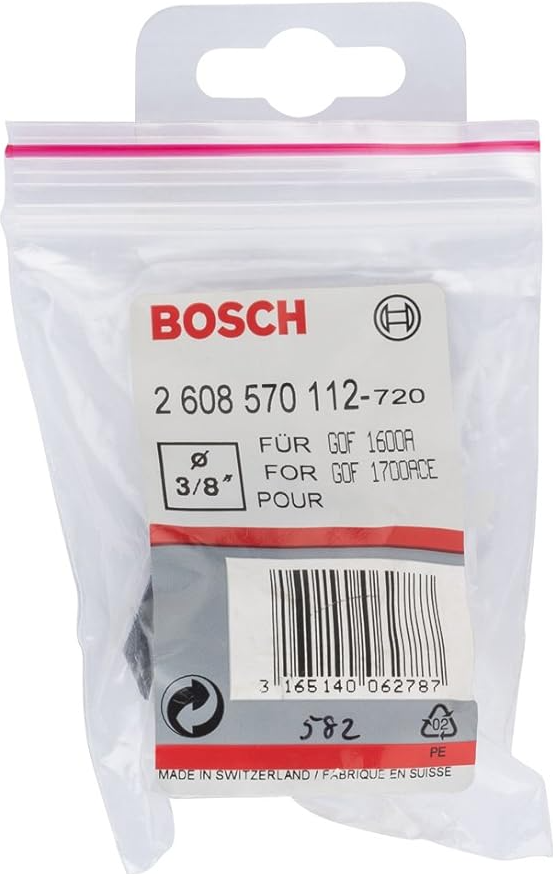 BOSCH
2 608 570 112-720
Ø FÜR GOF 1600A
3/8" FOR GOF 1700ACE
POUR
3 165140 062787
582
02
PE
MADE IN SWITZERLAND / FABRIQUE EN SUISSE